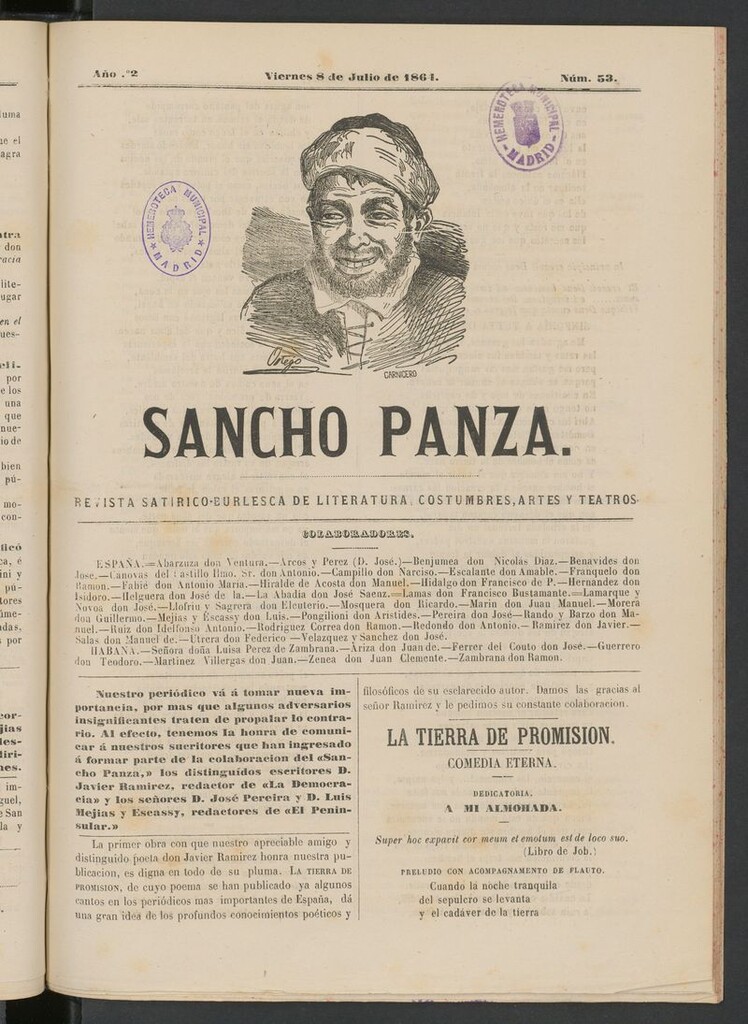 Año .º2
Viernes 8 de Julio de 1864.
Núm. 53.
HEMEROTECA MUNICIPAL
MADRID
HEMEROTECA MUNICIPAL
MADRID
Ortego
CARNICERO
SANCHO PANZA.
REVISTA SATIRICO-BURLESCA DE LITERATURA, COSTUMBRES, ARTES Y TEATROS
COLABORADORES.
ESPAÑA.=Abarzuza don Ventura.—Arcos y Perez (D. José.)—Benjumea don Nicolás Diaz.—Benavides don
Jose.—Canovas del Castillo Ilmo. Sr. don Antonio.—Campillo don Narciso.—Escalante don Amable.—Franquelo don
Ramon.—Fabié don Antonio Maria.—Hiralde de Acosta don Manuel.—Hidalgo don Francisco de P.—Hernandez don
Isidoro.—Helguera don José de la.—La Abadia don José Saenz.=Lamas don Francisco Bustamante.=Lamarque y
Novoa don José.—Llofriu y Sagrera don Eleuterio.—Mosquera don Ricardo.—Marin don Juan Manuel.—Morera
don Guillermo.—Mejias y Escassy don Luis.—Pongilioni don Aristides.—Pereira don José—Rando y Barzo don Ma-
nuel.—Ruiz don Idelfonso Antonio.—Rodriguez Correa don Ramon.—Redondo don Antonio.—Ramirez don Javier.—
Salas don Manuel de.—Utrera don Federico—Velazquez y Sanchez don José.
HABANA.—Señora doña Luisa Perez de Zambrana.—Ariza don Juan de.—Ferrer del Couto don José.—Guerrero
don Teodoro.—Martinez Villergas don Juan.—Zenea don Juan Clemente.—Zambrana don Ramon.
Nuestro periódico vá á tomar nueva im-
portancia, por mas que algunos adversarios
insignificantes traten de propalar lo contra-
rio. Al efecto, tenemos la honra de comuni-
car á nuestros sucritores que han ingresado
á formar parte de la colaboracion del «San-
cho Panza,» los distinguidos escritores D.
Javier Ramirez, redactor de «La Democra-
cia» y los señores D. José Pereira y D. Luis
Mejias y Escassy, redactores de «El Penin-
sular.»
La primera obra con que nuestro apreciable amigo y
distinguido poeta don Javier Ramirez honra nuestra pu-
blicacion, es digna en todo de su pluma. LA TIERRA DE
PROMISION, de cuyo poema se han publicado ya algunos
cantos en los periódicos mas importantes de España, dá
una gran idea de los profundos conocimientos poéticos y
filosóficos de su esclarecido autor. Damos las gracias al
señor Ramirez y le pedimos su constante colaboracion.
LA TIERRA DE PROMISION.
COMEDIA ETERNA.
DEDICATORIA.
A MI ALMOHADA.
Super hoc expavit cor meum et emotum est de loco suo.
(Libro de Job.)
PRELUDIO CON ACOMPAGNAMENTO DE FLAUTO.
Cuando la noche tranquila
del sepulcro se levanta
y el cadáver de la tierra